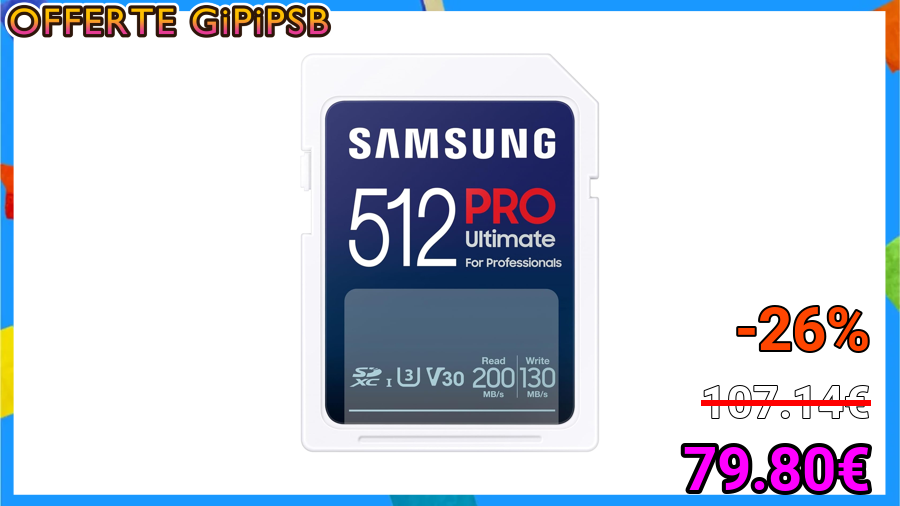 OFFERTE GiPiPSB
SAMSUNG
512 PRO
Ultimate
For Professionals
SD XC I U3 V30 Read 200 MB/s Write 130 MB/s
-26%
107.14€
79.80€